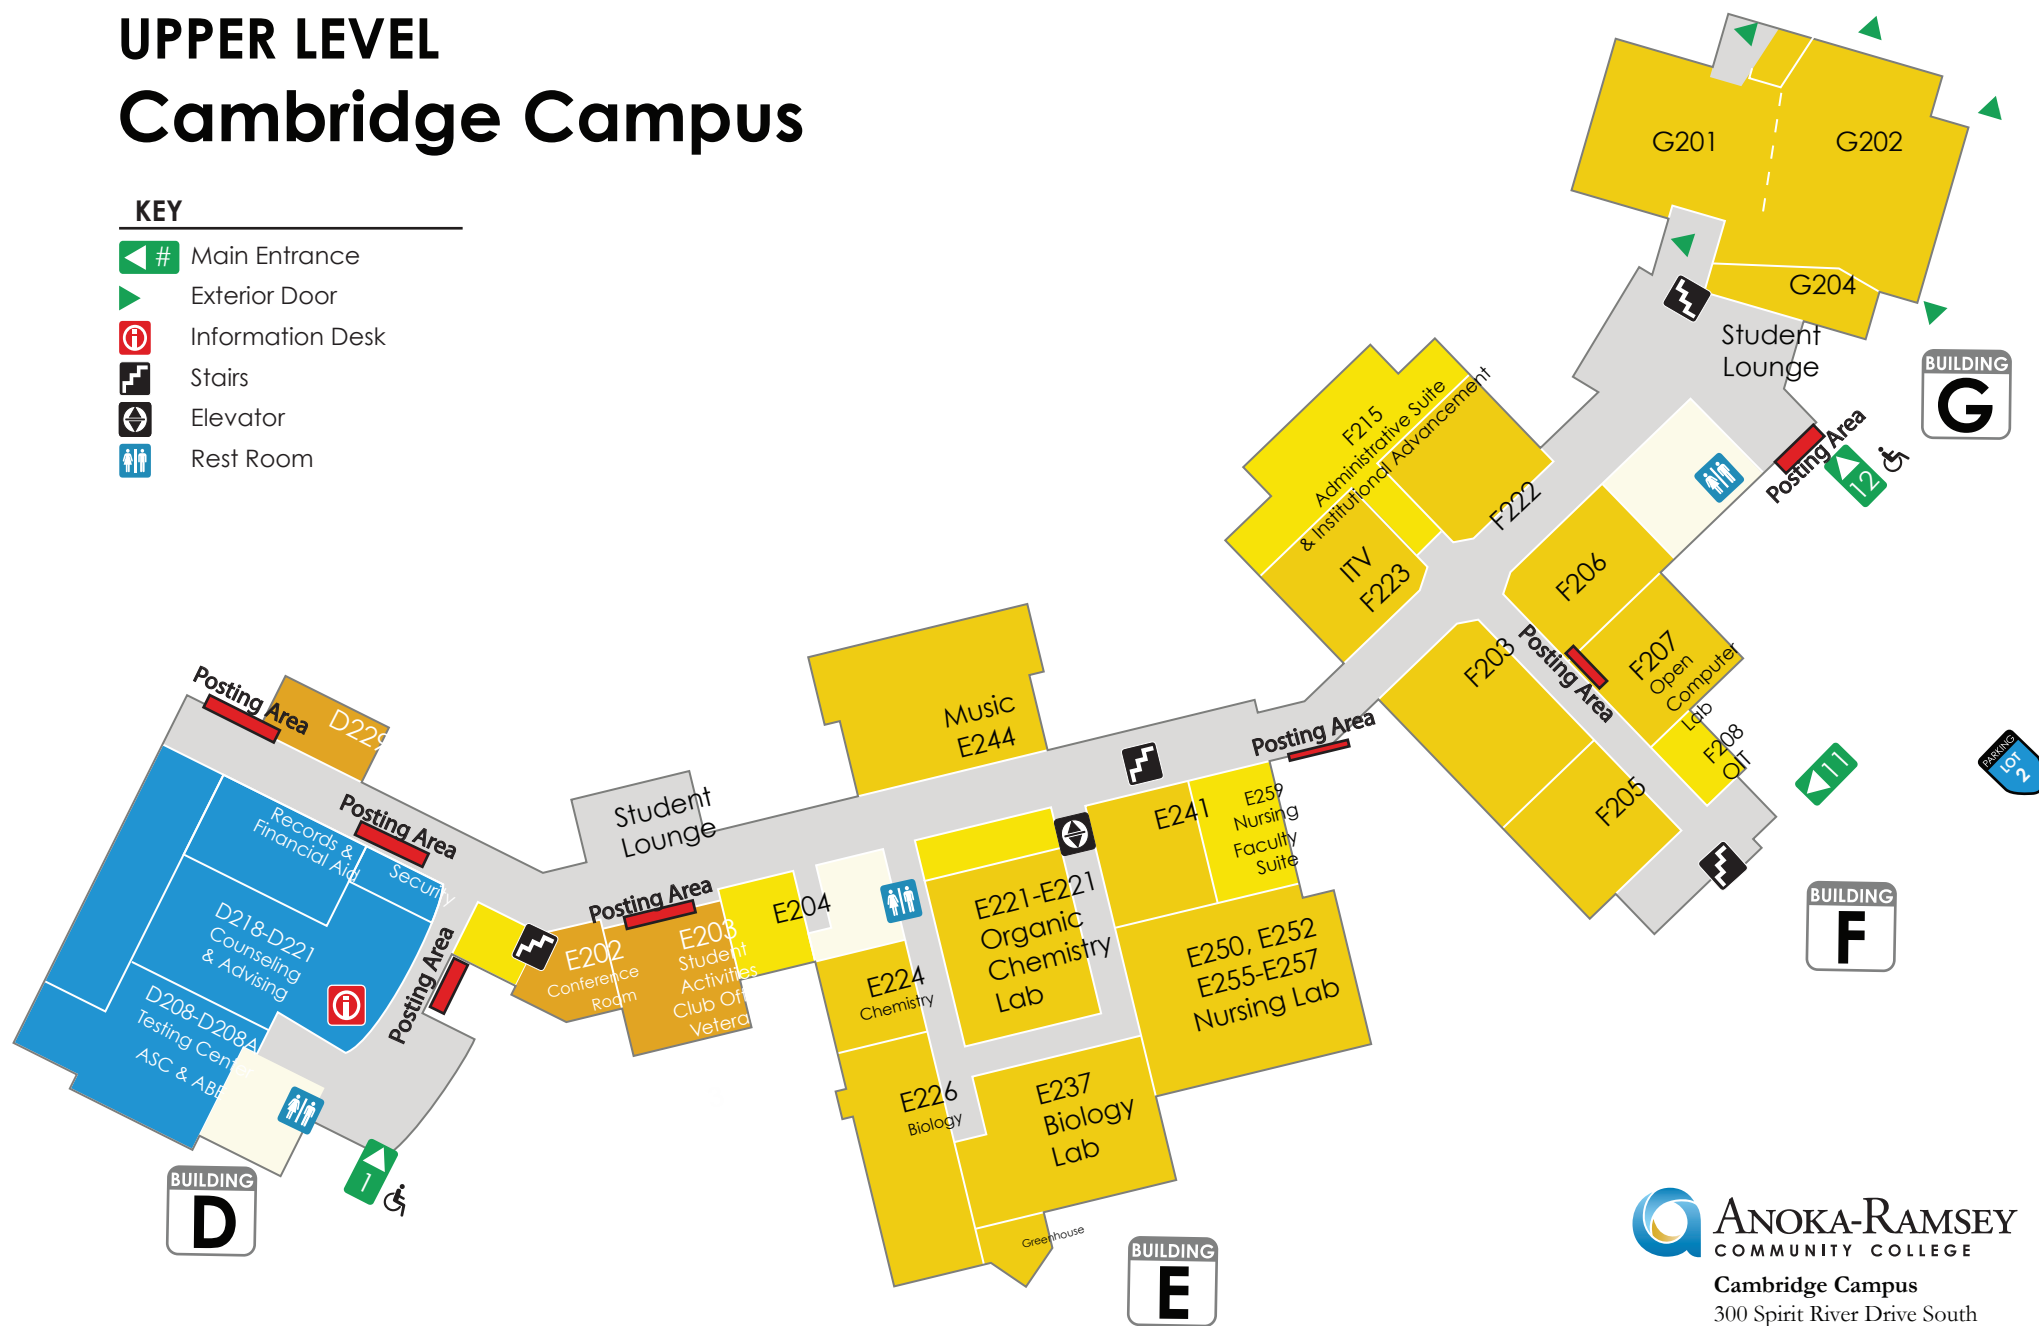 UPPER LEVEL
Cambridge Campus
KEY
# Main Entrance
Exterior Door
Information Desk
Stairs
Elevator
Rest Room
G201
G202
G204
Student
Lounge
BUILDING
G
Posting Area
12
F215
Administrative Suite
& Institutional Advancement
F222
ITV
F223
F206
F207
Open
Computer
Lab
F208
OIT
F203
Posting Area
F205
11
PARKING
LOT
2
BUILDING
F
Posting Area
D229
Posting Area
Records &
Financial Aid
Security
D218-D221
Counseling
& Advising
D208-D208A
Testing Cent
ASC & ABE
Posting Area
1
BUILDING
D
Student
Lounge
Posting Area
E202
Conference
Room
E203
Student
Activities
Club Of
Vetera
E204
Music
E244
Posting Area
E241
E259
Nursing
Faculty
Suite
E221-E221
Organic
Chemistry
Lab
E224
Chemistry
E250, E252
E255-E257
Nursing Lab
E226
Biology
E237
Biology
Lab
Greenhouse
BUILDING
E
ANOKA-RAMSEY
COMMUNITY COLLEGE
Cambridge Campus
300 Spirit River Drive South